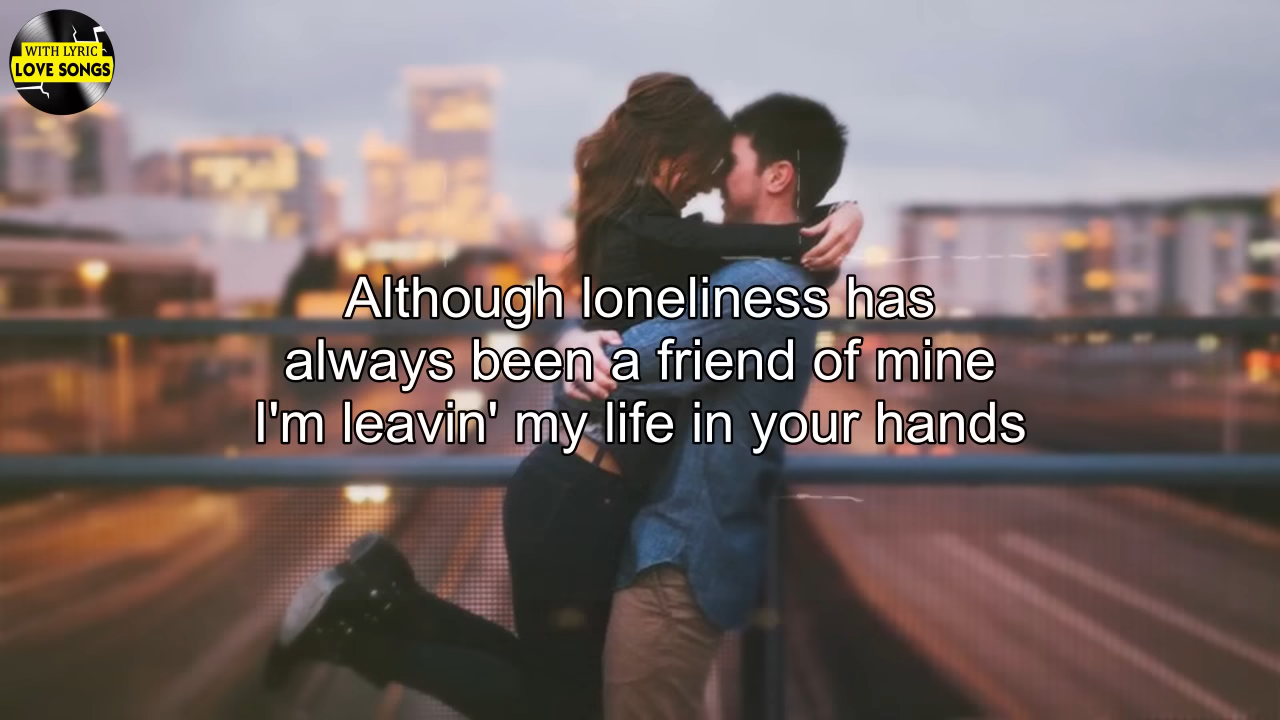 WITH LYRIC
LOVE SONGS
Although loneliness has
always been a friend of mine
I'm leavin' my life in your hands